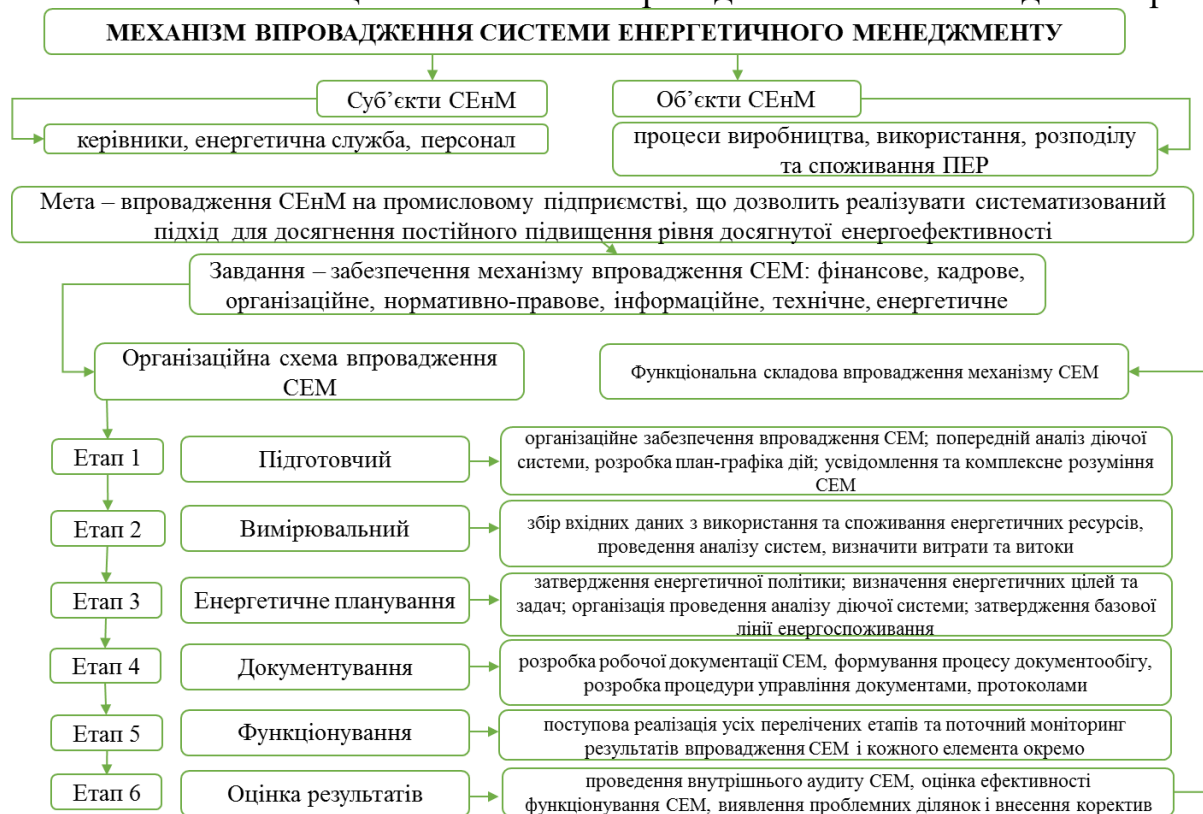 МЕХАНІЗМ ВПРОВАДЖЕННЯ СИСТЕМИ ЕНЕРГЕТИЧНОГО МЕНЕДЖМЕНТУ
Суб’єкти СЕнМ
Об’єкти СЕнМ
керівники, енергетична служба, персонал
процеси виробництва, використання, розподілу
та споживання ПЕР
Мета – впровадження СЕнМ на промисловому підприємстві, що дозволить реалізувати систематизований
підхід для досягнення постійного підвищення рівня досягнутої енергоефективності
Завдання – забезпечення механізму впровадження СЕМ: фінансове, кадрове,
організаційне, нормативно-правове, інформаційне, технічне, енергетичне
Організаційна схема впровадження
СЕМ
Функціональна складова впровадження механізму СЕМ
Етап 1
Підготовчий
організаційне забезпечення впровадження СЕМ; попередній аналіз діючої
системи, розробка план-графіка дій; усвідомлення та комплексне розуміння
СЕМ
Етап 2
Вимірювальний
збір вхідних даних з використання та споживання енергетичних ресурсів,
проведення аналізу систем, визначити витрати та витоки
Етап 3
Енергетичне планування
затвердження енергетичної політики; визначення енергетичних цілей та
задач; організація проведення аналізу діючої системи; затвердження базової
лінії енергоспоживання
Етап 4
Документування
розробка робочої документації СЕМ, формування процесу документообігу,
розробка процедури управління документами, протоколами
Етап 5
Функціонування
поступова реалізація усіх перелічених етапів та поточний моніторинг
результатів впровадження СЕМ і кожного елемента окремо
Етап 6
Оцінка результатів
проведення внутрішнього аудиту СЕМ, оцінка ефективності
функціонування СЕМ, виявлення проблемних ділянок і внесення коректив